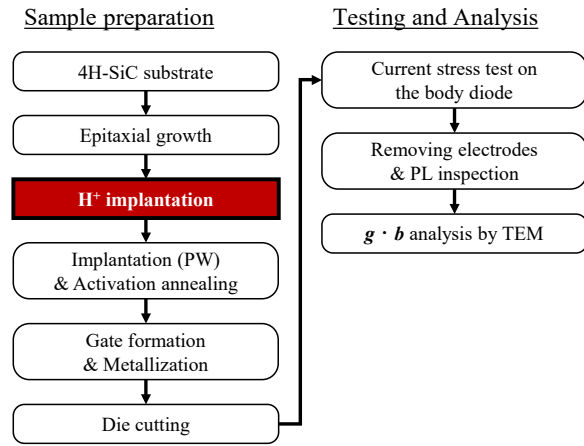 Sample preparation
4H-SiC substrate
Epitaxial growth
H⁺ implantation
Implantation (PW)
& Activation annealing
Gate formation
& Metallization
Die cutting
Testing and Analysis
Current stress test on
the body diode
Removing electrodes
& PL inspection
g · b analysis by TEM